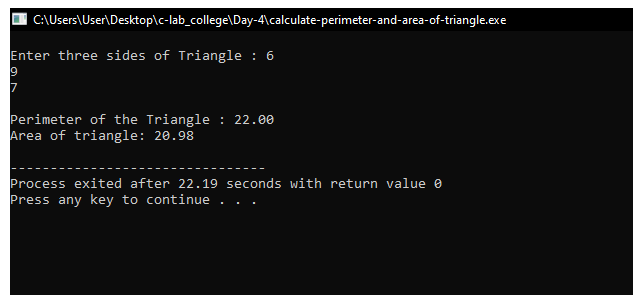 C:\Users\User\Desktop\c-lab_college\Day-4\calculate-perimeter-and-area-of-triangle.exe
Enter three sides of Triangle : 6
9
7
Perimeter of the Triangle : 22.00
Area of triangle: 20.98
--------------------------------
Process exited after 22.19 seconds with return value 0
Press any key to continue . . .